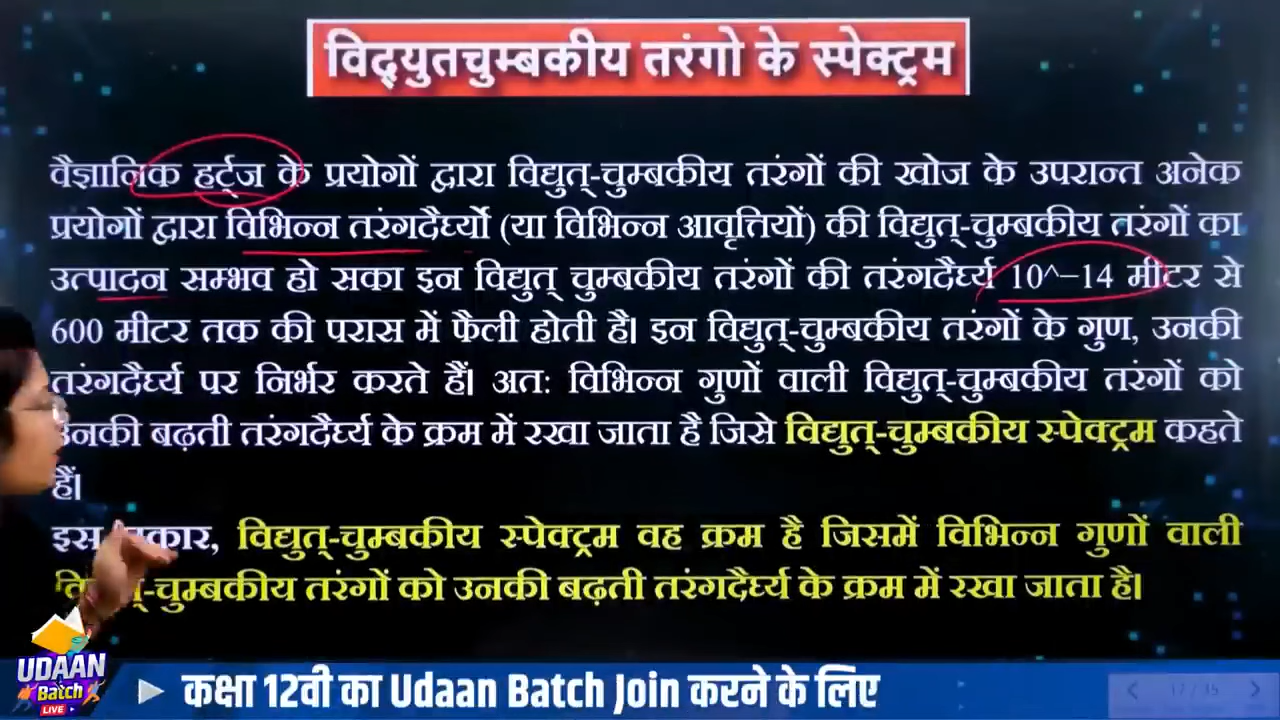 विद्युतचुम्बकीय तरंगो के स्पेक्ट्रम
वैज्ञानिक हर्ट्ज के प्रयोगों द्वारा विद्युत्-चुम्बकीय तरंगों की खोज के उपरान्त अनेक
प्रयोगों द्वारा विभिन्न तरंगदैर्ध्यो (या विभिन्न आवृत्तियों) की विद्युत्-चुम्बकीय तरंगों का
उत्पादन सम्भव हो सका इन विद्युत् चुम्बकीय तरंगों की तरंगदैर्घ्य 10^−14 मीटर से
600 मीटर तक की परास में फैली होती है। इन विद्युत्-चुम्बकीय तरंगों के गुण, उनकी
तरंगदैर्घ्य पर निर्भर करते हैं। अत: विभिन्न गुणों वाली विद्युत्-चुम्बकीय तरंगों को
उनकी बढ़ती तरंगदैर्घ्य के क्रम में रखा जाता है जिसे विद्युत्-चुम्बकीय स्पेक्ट्रम कहते
हैं।
इस प्रकार, विद्युत्-चुम्बकीय स्पेक्ट्रम वह क्रम है जिसमें विभिन्न गुणों वाली
विद्युत्-चुम्बकीय तरंगों को उनकी बढ़ती तरंगदैर्घ्य के क्रम में रखा जाता है।
UDAAN
Batch
LIVE
कक्षा 12वी का Udaan Batch Join करने के लिए
17 / 35